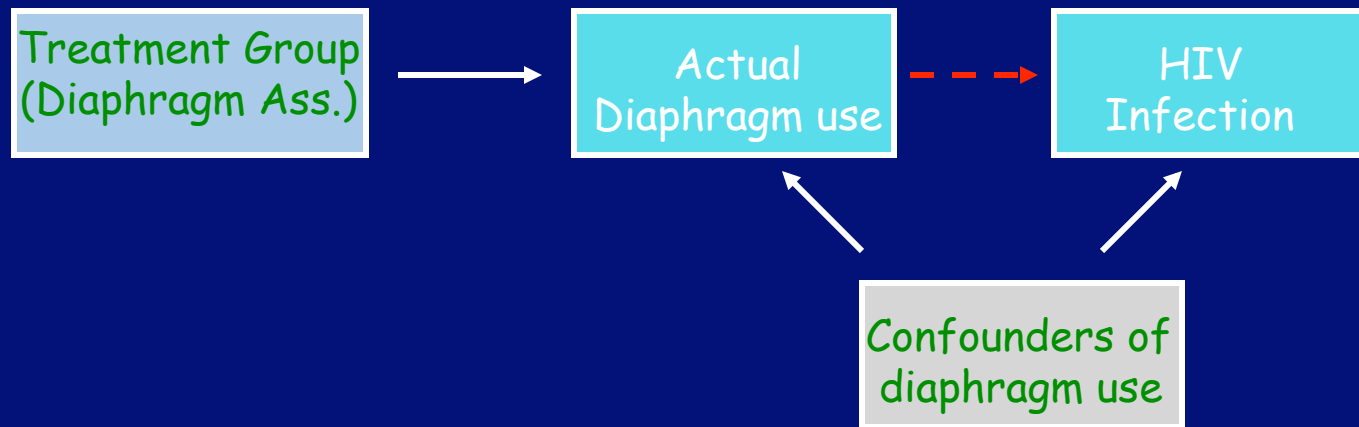 Treatment Group
(Diaphragm Ass.)
Actual
Diaphragm use
HIV
Infection
Confounders of
diaphragm use